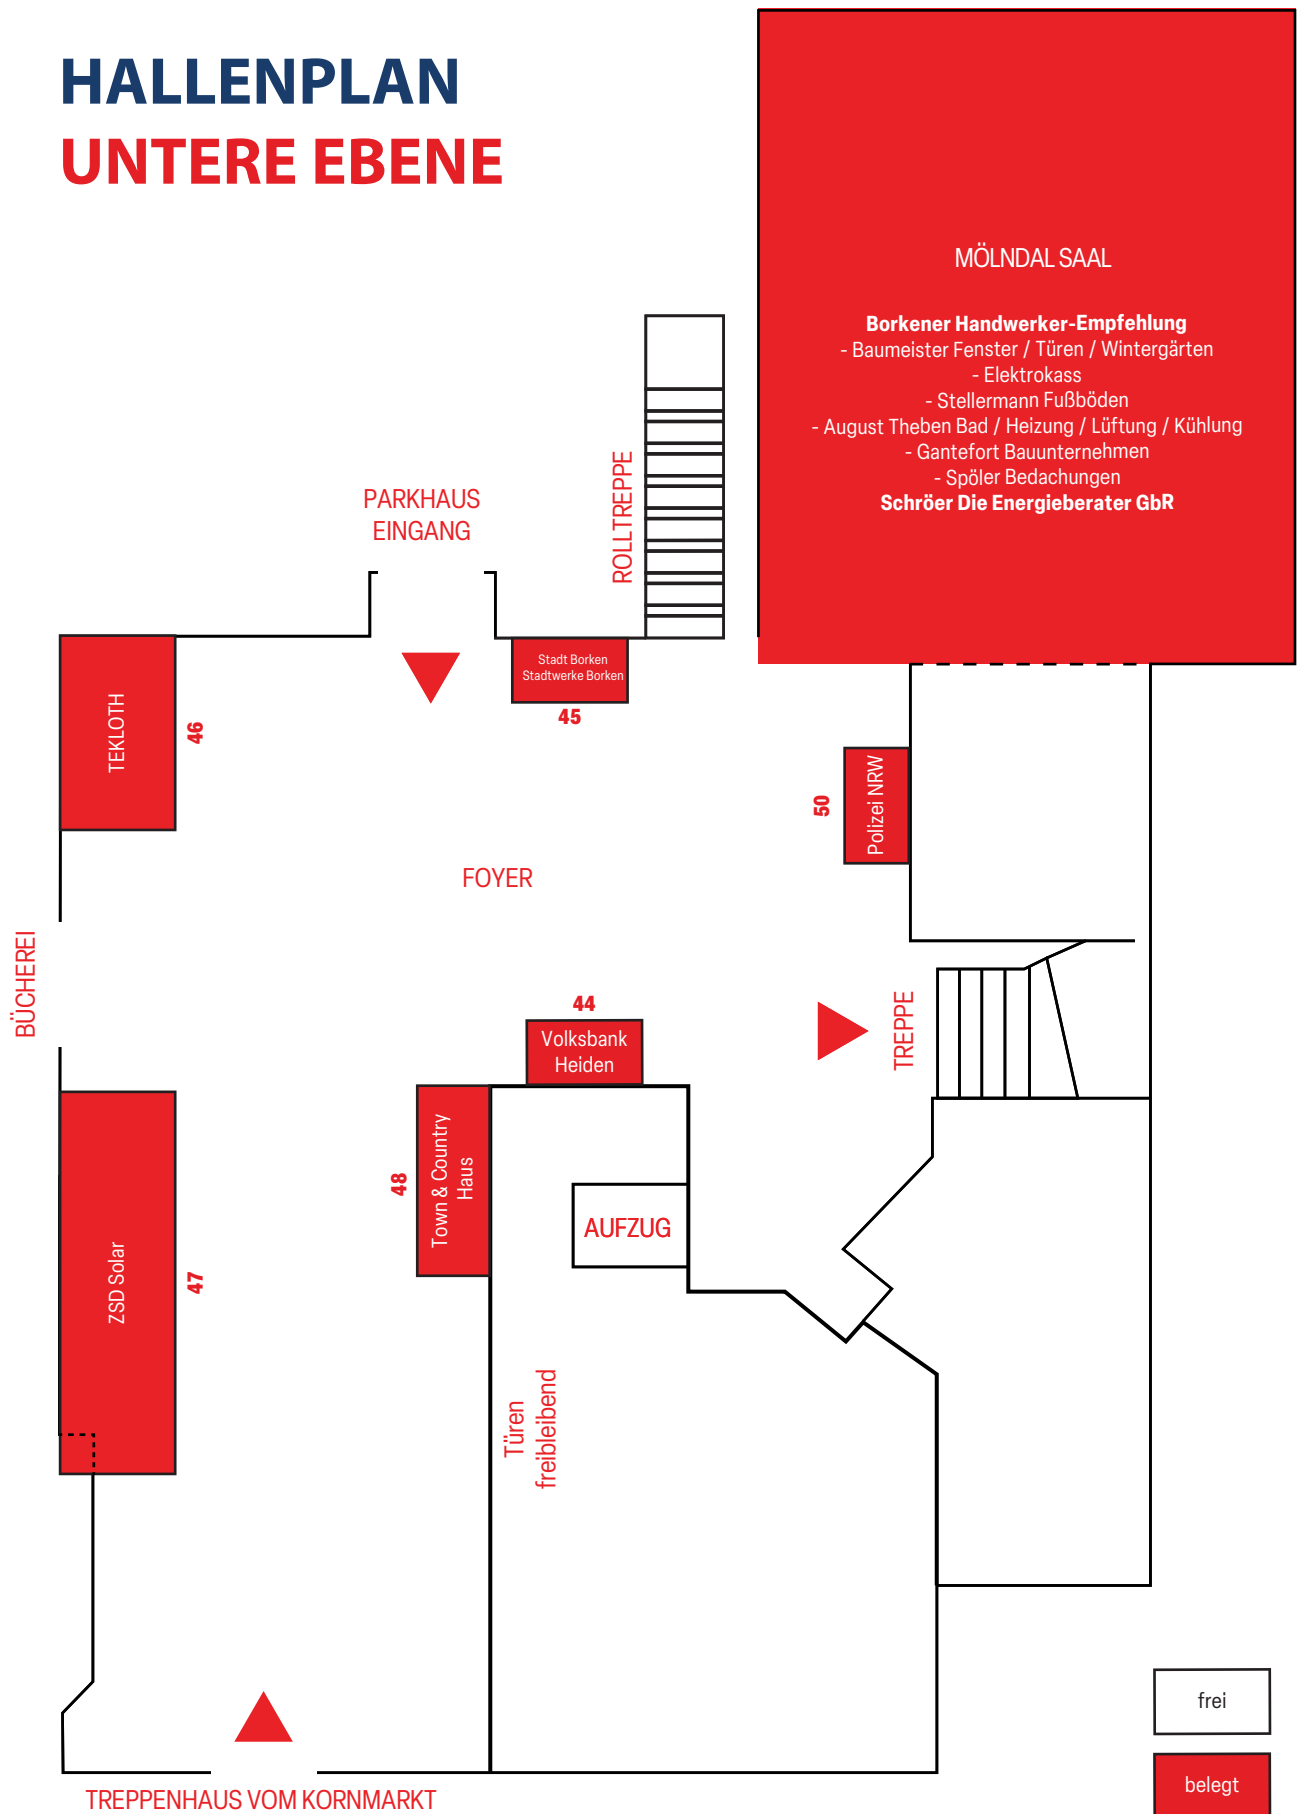 HALLENPLAN
UNTERE EBENE
MÖLNDAL SAAL
Borkener Handwerker-Empfehlung
- Baumeister Fenster / Türen / Wintergärten
- Elektrokass
- Stellermann Fußböden
- August Theben Bad / Heizung / Lüftung / Kühlung
- Gantefort Bauunternehmen
- Spöler Bedachungen
Schröer Die Energieberater GbR
ROLLTREPPE
PARKHAUS
EINGANG
Stadt Borken
Stadtwerke Borken
45
TEKLOTH
46
Polizei NRW
50
FOYER
BÜCHEREI
44
Volksbank
Heiden
TREPPE
Town & Country
Haus
48
AUFZUG
ZSD Solar
47
Türen
freibleibend
TREPPENHAUS VOM KORNMARKT
frei
belegt